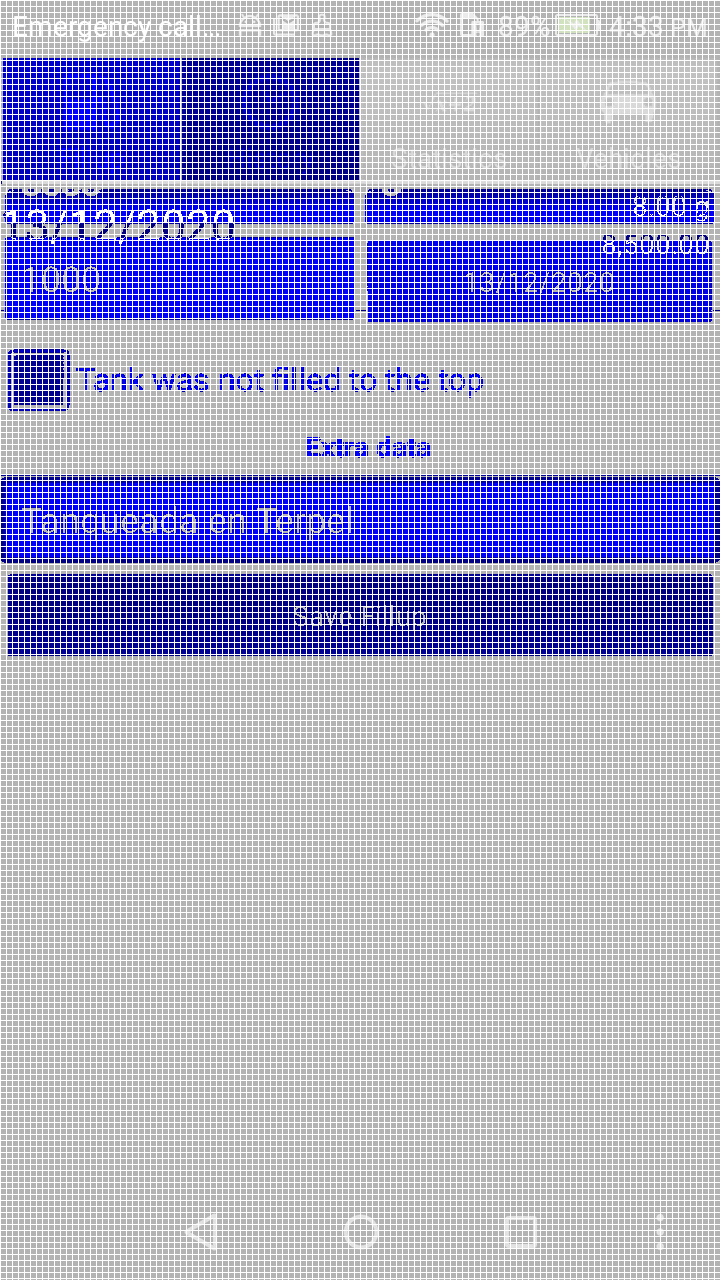 Emergency call... 89% 4:33 PM
Statistics Vehicles
8.00 g
13/12/2020
8,500.00
1000 13/12/2020
Tank was not filled to the top
Extra data
Tanqueada en Terpel
Save Fillup